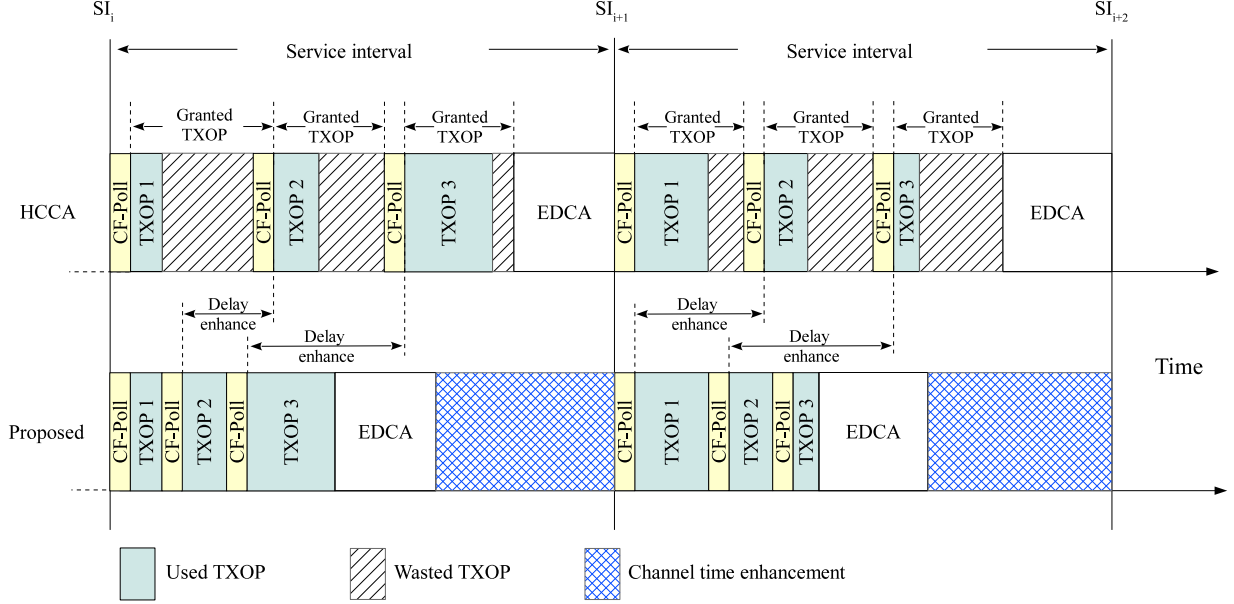 SIi SIi+1 SIi+2
Service interval Service interval
Granted TXOP Granted TXOP Granted TXOP Granted TXOP Granted TXOP Granted TXOP
HCCA CF-Poll TXOP 1 CF-Poll TXOP 2 CF-Poll TXOP 3 EDCA CF-Poll TXOP 1 CF-Poll TXOP 2 CF-Poll TXOP 3 EDCA
Delay enhance Delay enhance
Delay enhance Delay enhance
Time
Proposed CF-Poll TXOP 1 CF-Poll TXOP 2 CF-Poll TXOP 3 EDCA CF-Poll TXOP 1 CF-Poll TXOP 2 CF-Poll TXOP 3 EDCA
Used TXOP Wasted TXOP Channel time enhancement